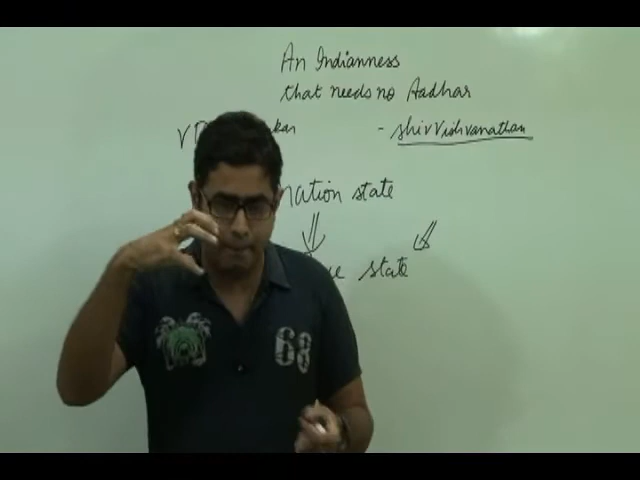 An Indianness
that needs no Aadhar
- Shiv Vishvanathan
nation state
state
68